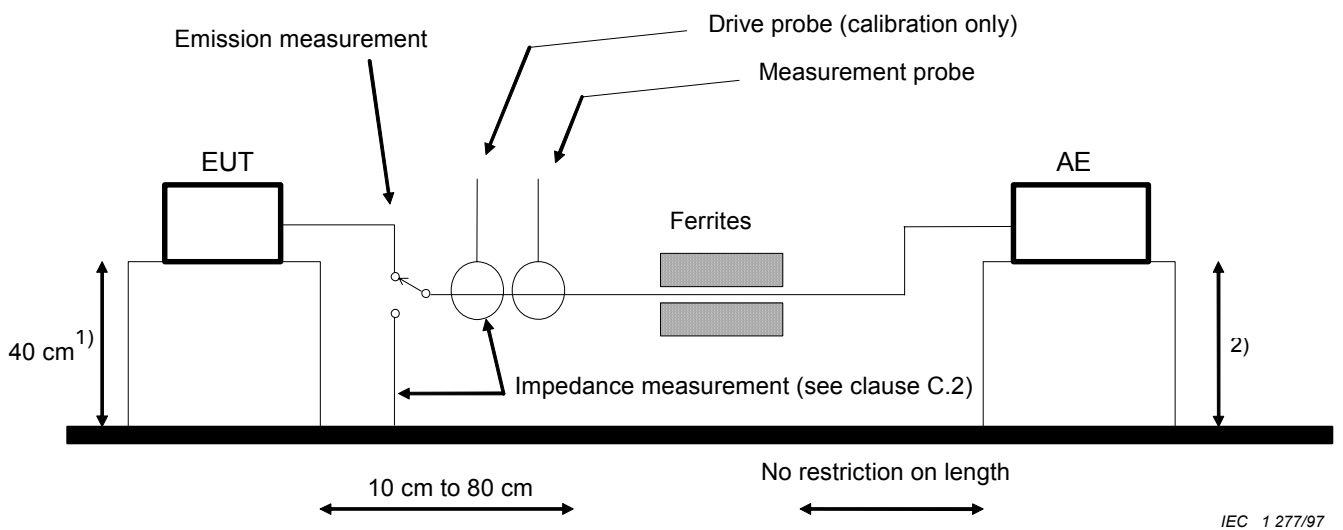 Drive probe (calibration only)
Emission measurement
Measurement probe
EUT
AE
Ferrites
40 cm1)
2)
Impedance measurement (see clause C.2)
No restriction on length
10 cm to 80 cm
IEC 1 277/97